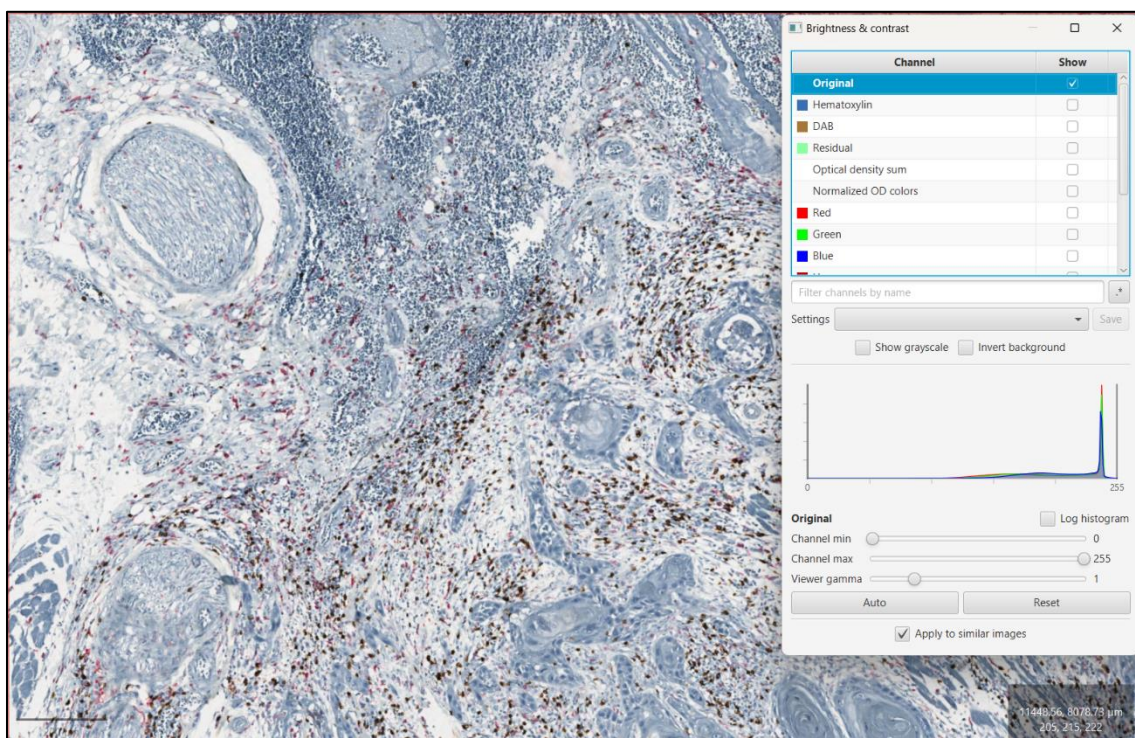 Brightness & contrast
Channel Show
Original
Hematoxylin
DAB
Residual
Optical density sum
Normalized OD colors
Red
Green
Blue
Filter channels by name .*
Settings Save
Show grayscale Invert background
0 255
Original Log histogram
Channel min 0
Channel max 255
Viewer gamma 1
Auto Reset
Apply to similar images
11448.56, 8078.73 µm
205, 215, 222